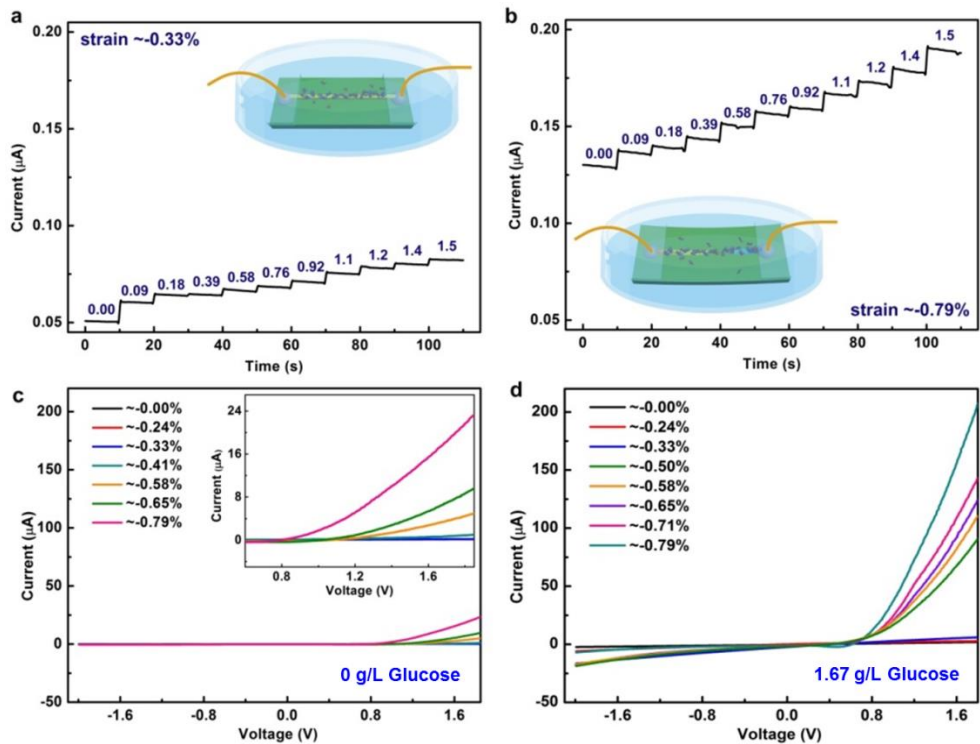 a
strain ~-0.33%
0.20
0.15
0.10
0.05
Current (μA)
0.00 0.09 0.18 0.39 0.58 0.76 0.92 1.1 1.2 1.4 1.5
0 20 40 60 80 100
Time (s)
b
0.20
0.15
0.10
0.05
Current (μA)
0.00 0.09 0.18 0.39 0.58 0.76 0.92 1.1 1.2 1.4 1.5
strain ~-0.79%
0 20 40 60 80 100
Time (s)
c
200
150
100
50
0
-50
Current (μA)
~-0.00%
~-0.24%
~-0.33%
~-0.41%
~-0.58%
~-0.65%
~-0.79%
24
16
8
0
Current (μA)
0.8 1.2 1.6
Voltage (V)
0 g/L Glucose
-1.6 -0.8 0.0 0.8 1.6
Voltage (V)
d
200
150
100
50
0
-50
Current (μA)
~-0.00%
~-0.24%
~-0.33%
~-0.50%
~-0.58%
~-0.65%
~-0.71%
~-0.79%
1.67 g/L Glucose
-1.6 -0.8 0.0 0.8 1.6
Voltage (V)